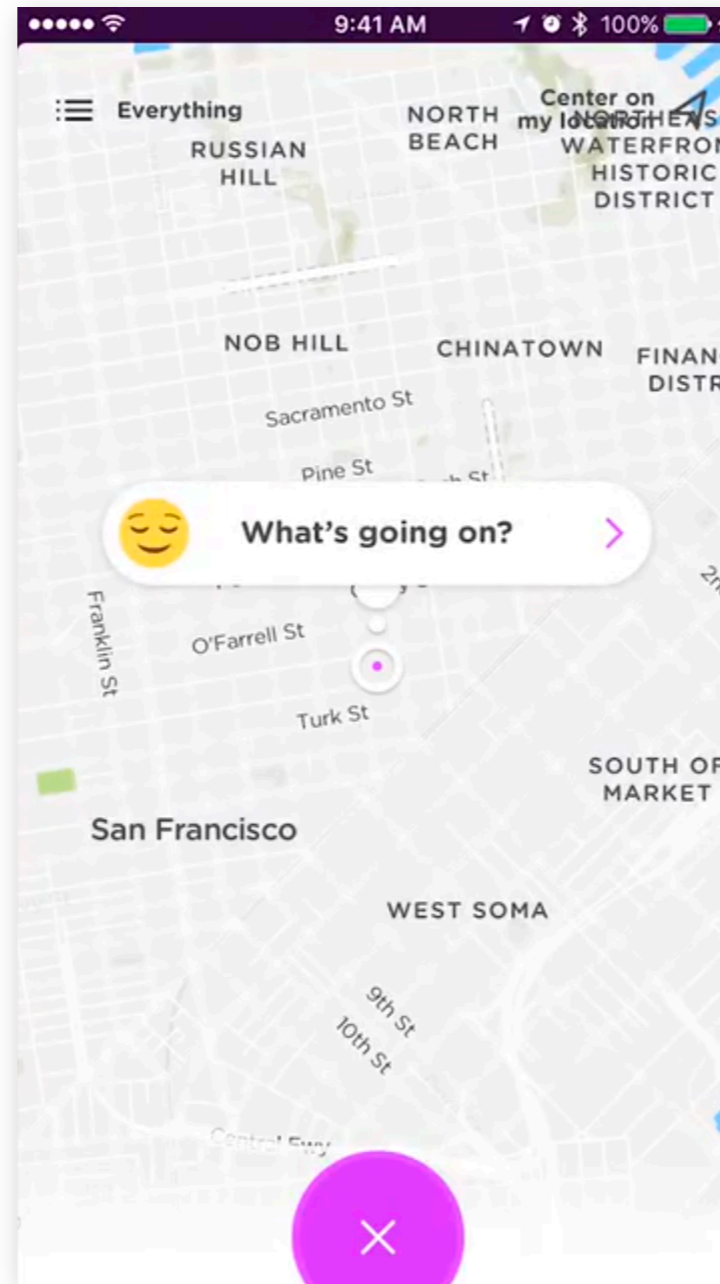 9:41 AM
100%
Everything
Center on
my location
NORTH
BEACH
WATERFRON
HISTORIC
DISTRICT
RUSSIAN
HILL
NOB HILL
CHINATOWN
FINAN
DISTR
Sacramento St
Pine St
What's going on?
Franklin St
O'Farrell St
Turk St
SOUTH OF
MARKET
San Francisco
WEST SOMA
9th St
10th St
Central Fwy